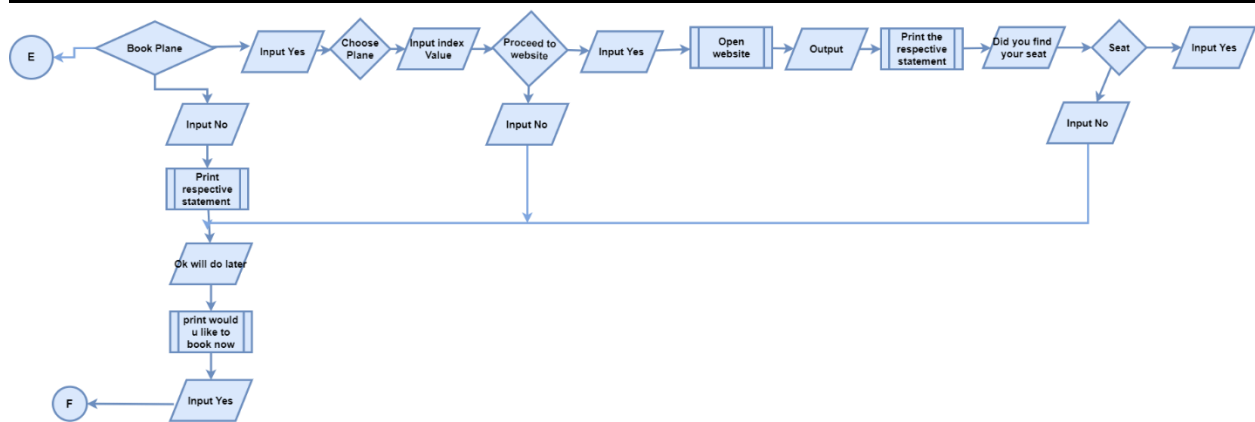 E
Book Plane
Input Yes
Choose
Plane
Input index
Value
Proceed to
website
Input Yes
Open
website
Output
Print the
respective
statement
Did you find
your seat
Seat
Input Yes
Input No
Input No
Input No
Print
respective
statement
Ok will do later
print would
u like to
book now
Input Yes
F